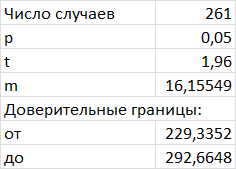 Число случаев 261
p 0,05
t 1,96
m 16,15549
Доверительные границы:
от 229,3352
до 292,6648